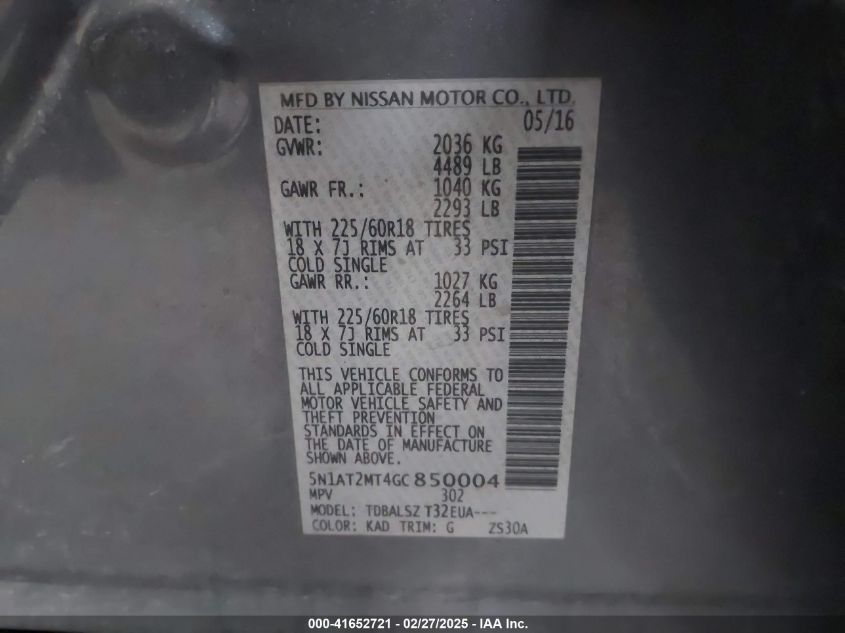 MFD BY NISSAN MOTOR CO., LTD.
DATE: 05/16
GVWR: 2036 KG
4489 LB
GAWR FR.: 1040 KG
2293 LB
WITH 225/60R18 TIRES
18 X 7J RIMS AT 33 PSI
COLD SINGLE
GAWR RR.: 1027 KG
2264 LB
WITH 225/60R18 TIRES
18 X 7J RIMS AT 33 PSI
COLD SINGLE
THIS VEHICLE CONFORMS TO
ALL APPLICABLE FEDERAL
MOTOR VEHICLE SAFETY AND
THEFT PREVENTION
STANDARDS IN EFFECT ON
THE DATE OF MANUFACTURE
SHOWN ABOVE.
5N1AT2MT4GC850004
MPV 302
MODEL: TDBALSZ T32EUA---
COLOR: KAD TRIM: G ZS30A
000-41652721 — 02/27/2025 — IAA Inc.